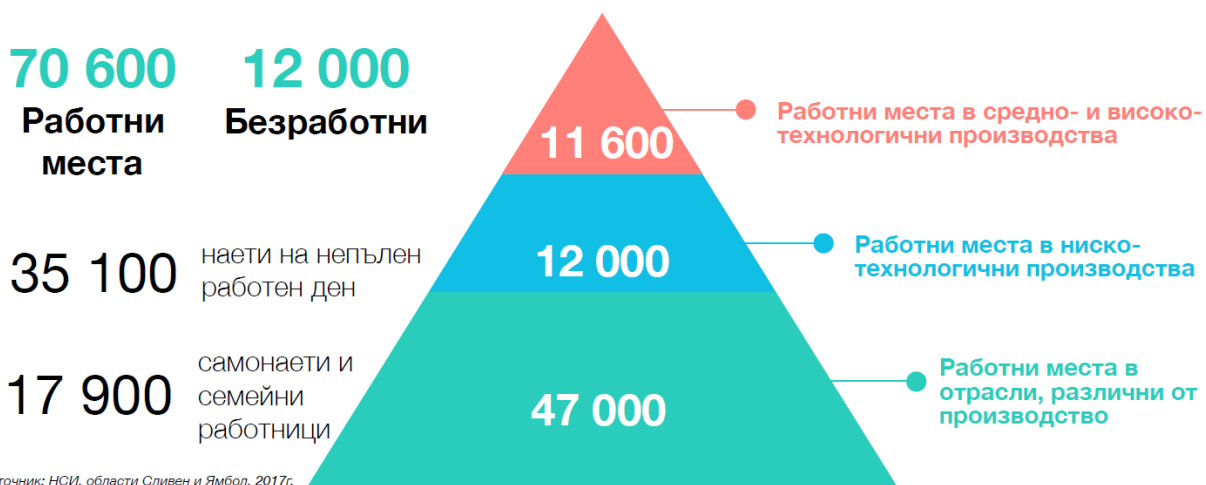 70 600
Работни
места
12 000
Безработни
35 100
наети на непълен
работен ден
17 900
самонаети и
семейни
работници
11 600
Работни места в средно- и високо-
технологични производства
12 000
Работни места в ниско-
технологични производства
47 000
Работни места в
отрасли, различни от
производство
точник: НСИ, области Сливен и Ямбол, 2017г.